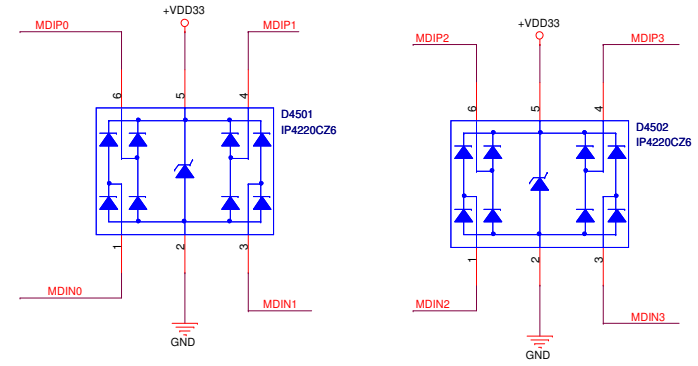 +VDD33
MDIP0
MDIP1
6
5
4
D4501
IP4220CZ6
1
2
3
MDIN0
MDIN1
GND
+VDD33
MDIP2
MDIP3
6
5
4
D4502
IP4220CZ6
1
2
3
MDIN2
MDIN3
GND